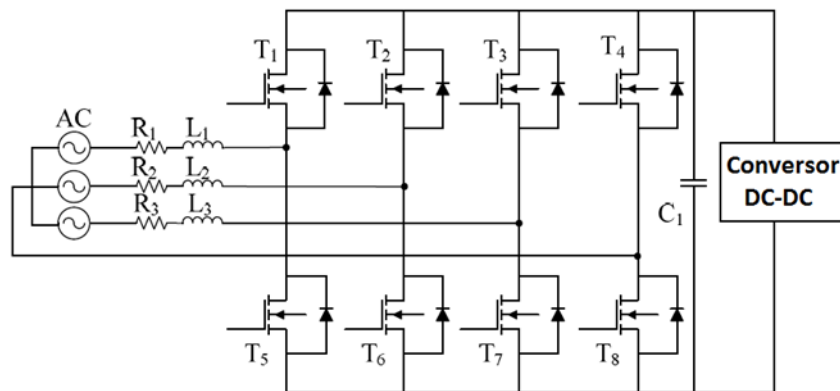 T1
T2
T3
T4
AC
R1
L1
R2
L2
R3
L3
C1
Conversor
DC-DC
T5
T6
T7
T8